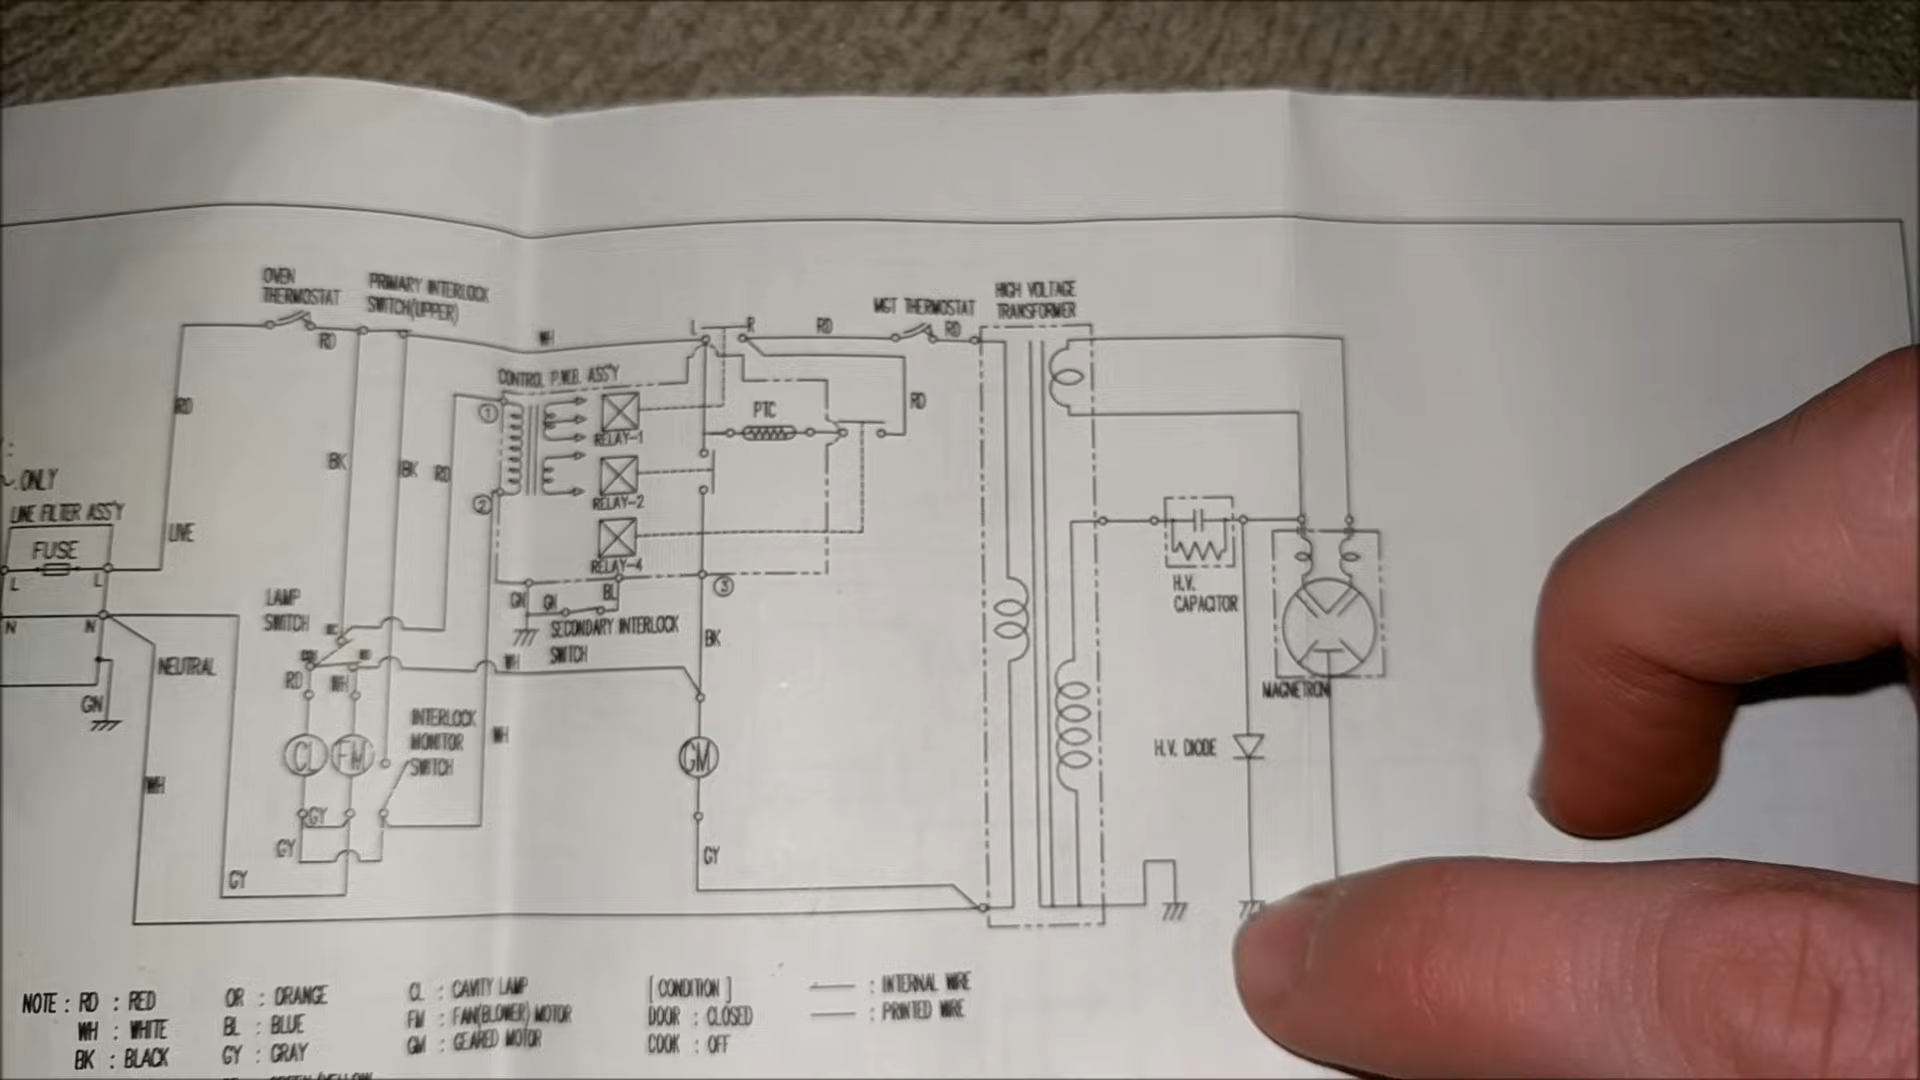 OVEN
THERMOSTAT
PRIMARY INTERLOCK
SWITCH(UPPER)
RD
WH
L
R
RD
MGT THERMOSTAT
RD
HIGH VOLTAGE
TRANSFORMER
CONTROL P.W.B. ASS'Y
1
RELAY-1
PTC
RD
RD
BK
BK
RD
ONLY
2
RELAY-2
LINE FILTER ASS'Y
FUSE
L
L
LIVE
RELAY-4
3
H.V.
CAPACITOR
LAMP
SWITCH
GN
GN
BL
SECONDARY INTERLOCK
SWITCH
BK
N
N
NEUTRAL
WH
RD
WH
MAGNETRON
GN
INTERLOCK
MONITOR
SWITCH
WH
CL
FM
GM
H.V. DIODE
WH
GY
GY
GY
GY
NOTE : RD : RED
WH : WHITE
BK : BLACK
OR : ORANGE
BL : BLUE
GY : GRAY
CL : CAVITY LAMP
FM : FAN(BLOWER) MOTOR
GM : GEARED MOTOR
[ CONDITION ]
DOOR : CLOSED
COOK : OFF
: INTERNAL WIRE
: PRINTED WIRE